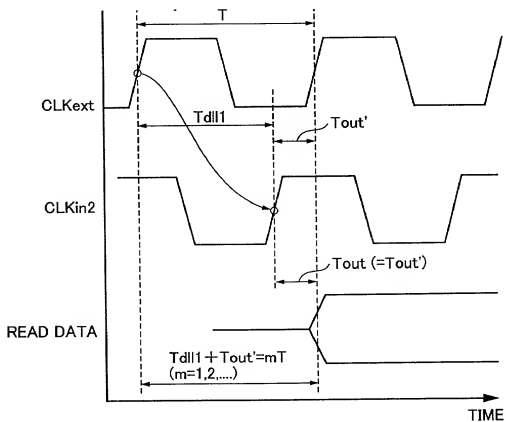 T
CLKext
Tdll1
Tout'
CLKin2
Tout (=Tout')
READ DATA
Tdll1+Tout'=mT
(m=1,2,....)
TIME